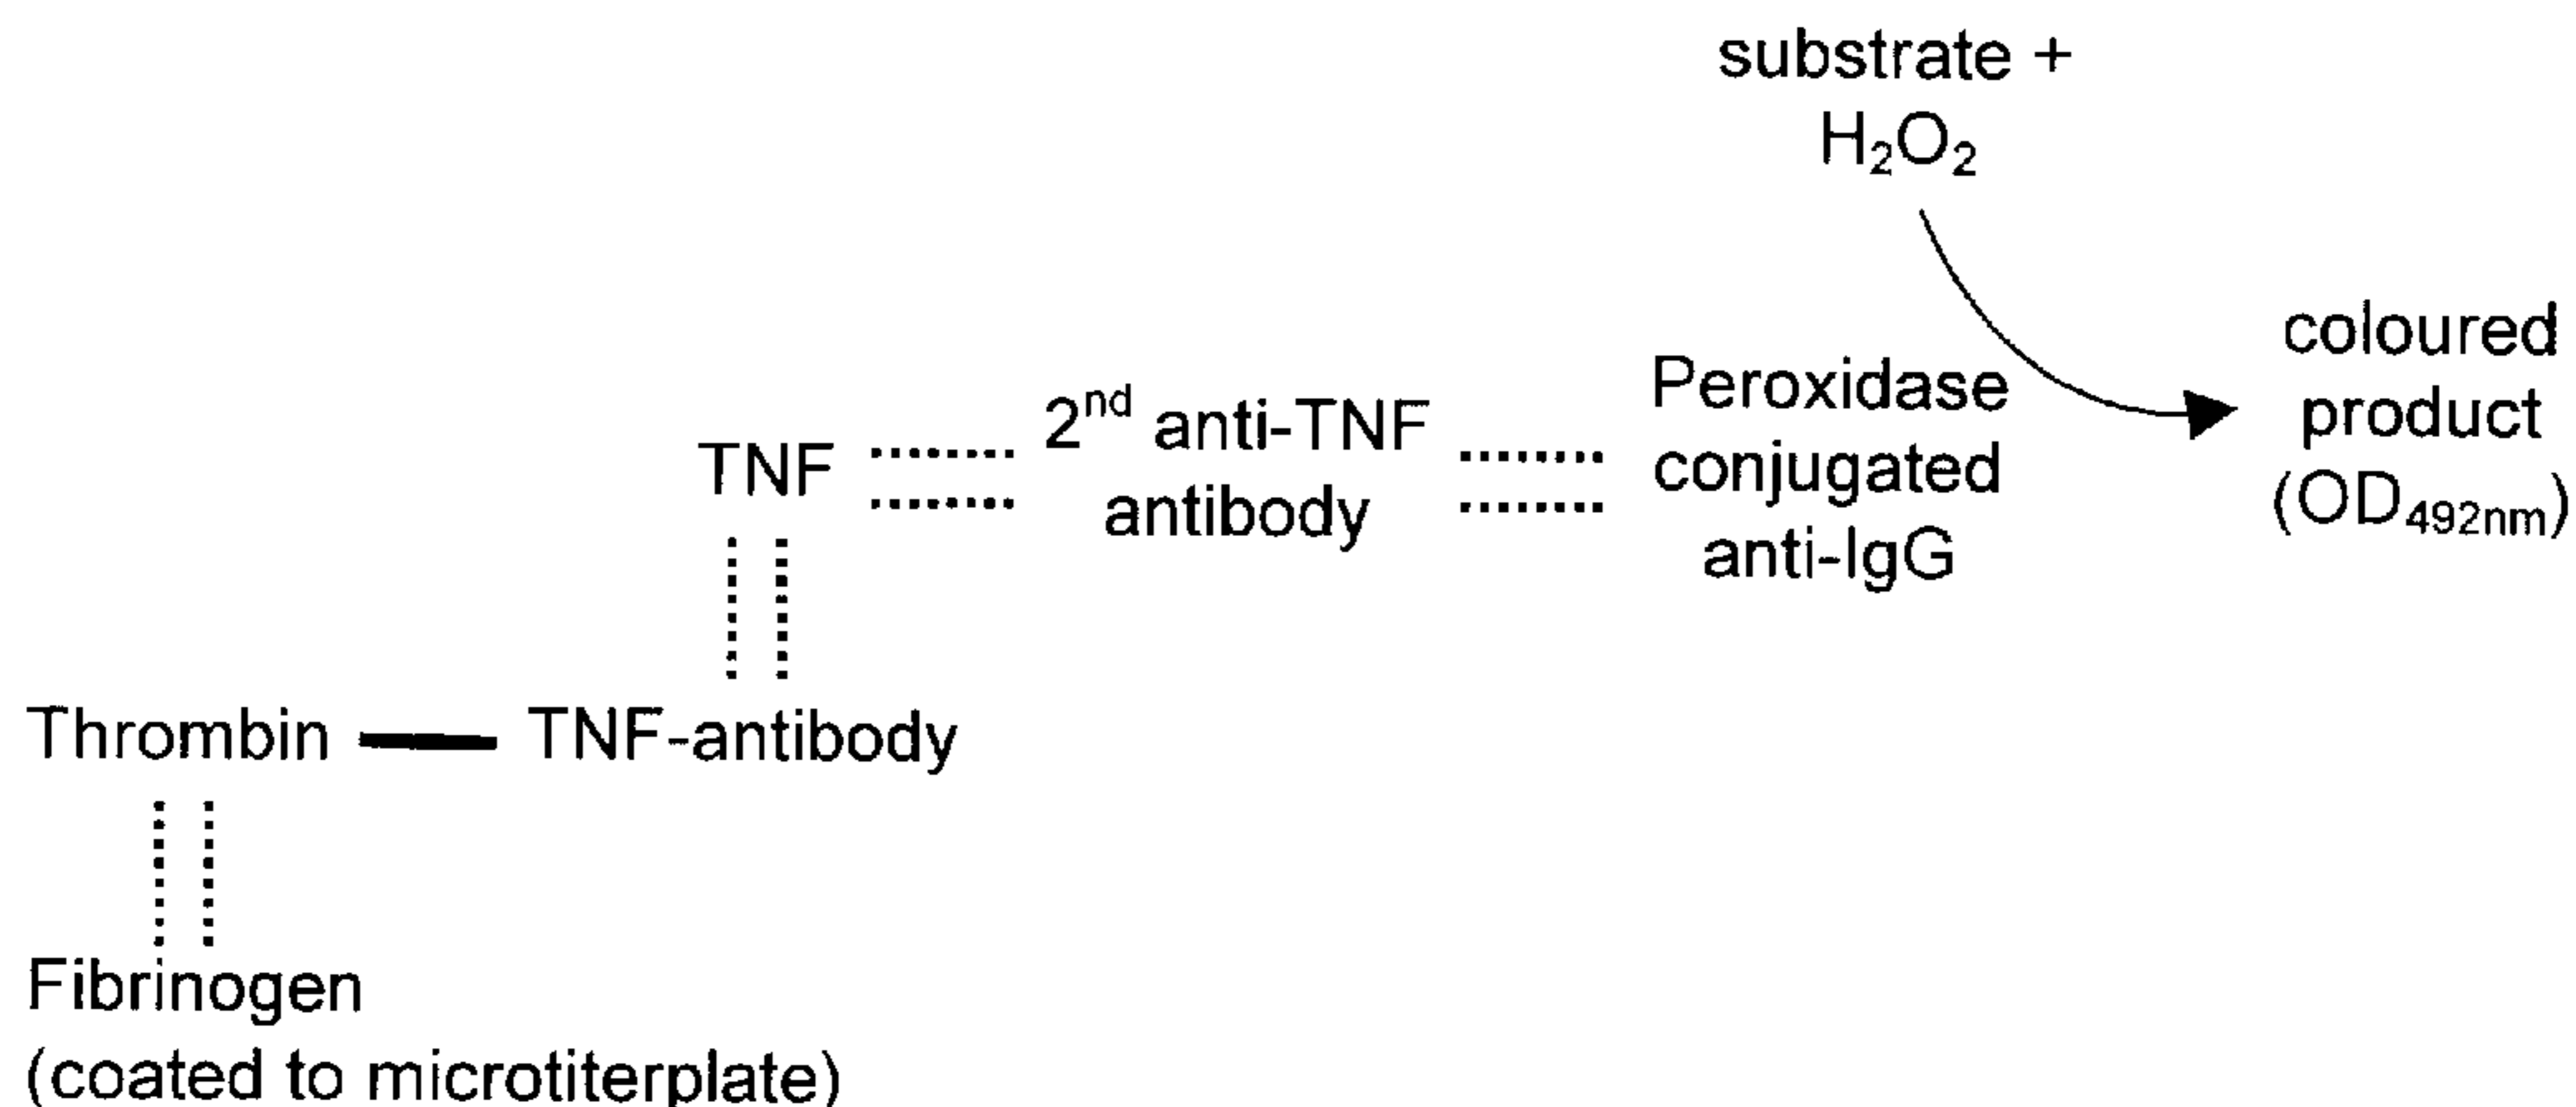 substrate +
H₂O₂
coloured
product
(OD₄₉₂ₙₘ)
Peroxidase
conjugated
anti-IgG
2ⁿᵈ anti-TNF
antibody
TNF
Thrombin
TNF-antibody
Fibrinogen
(coated to microtiterplate)